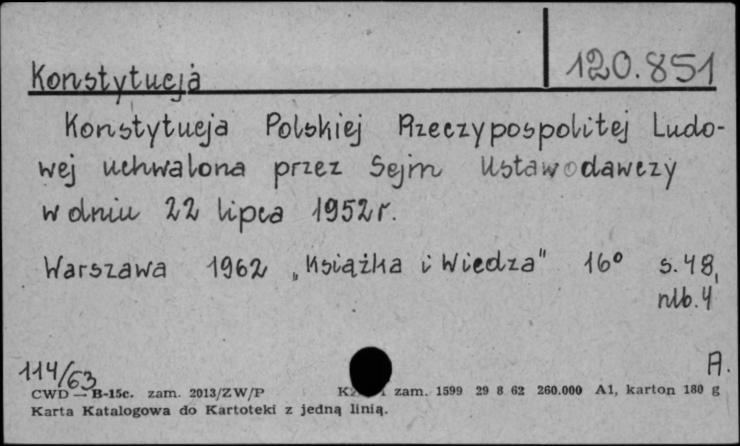 Konstytucja 120.851
Konstytucja Polskiej Rzeczypospolitej Ludo-
wej uchwalona przez Sejm Ustawodawczy
w dniu 22 lipca 1952 r.
Warszawa 1962 „Książka i Wiedza" 16° s. 48,
nlb. 4
114/63 A.
CWD — B-15c. zam. 2013/ZW/P zam. 1599 29 8 62 260.000 A1, karton 180 g
Karta Katalogowa do Kartoteki z jedną linią.